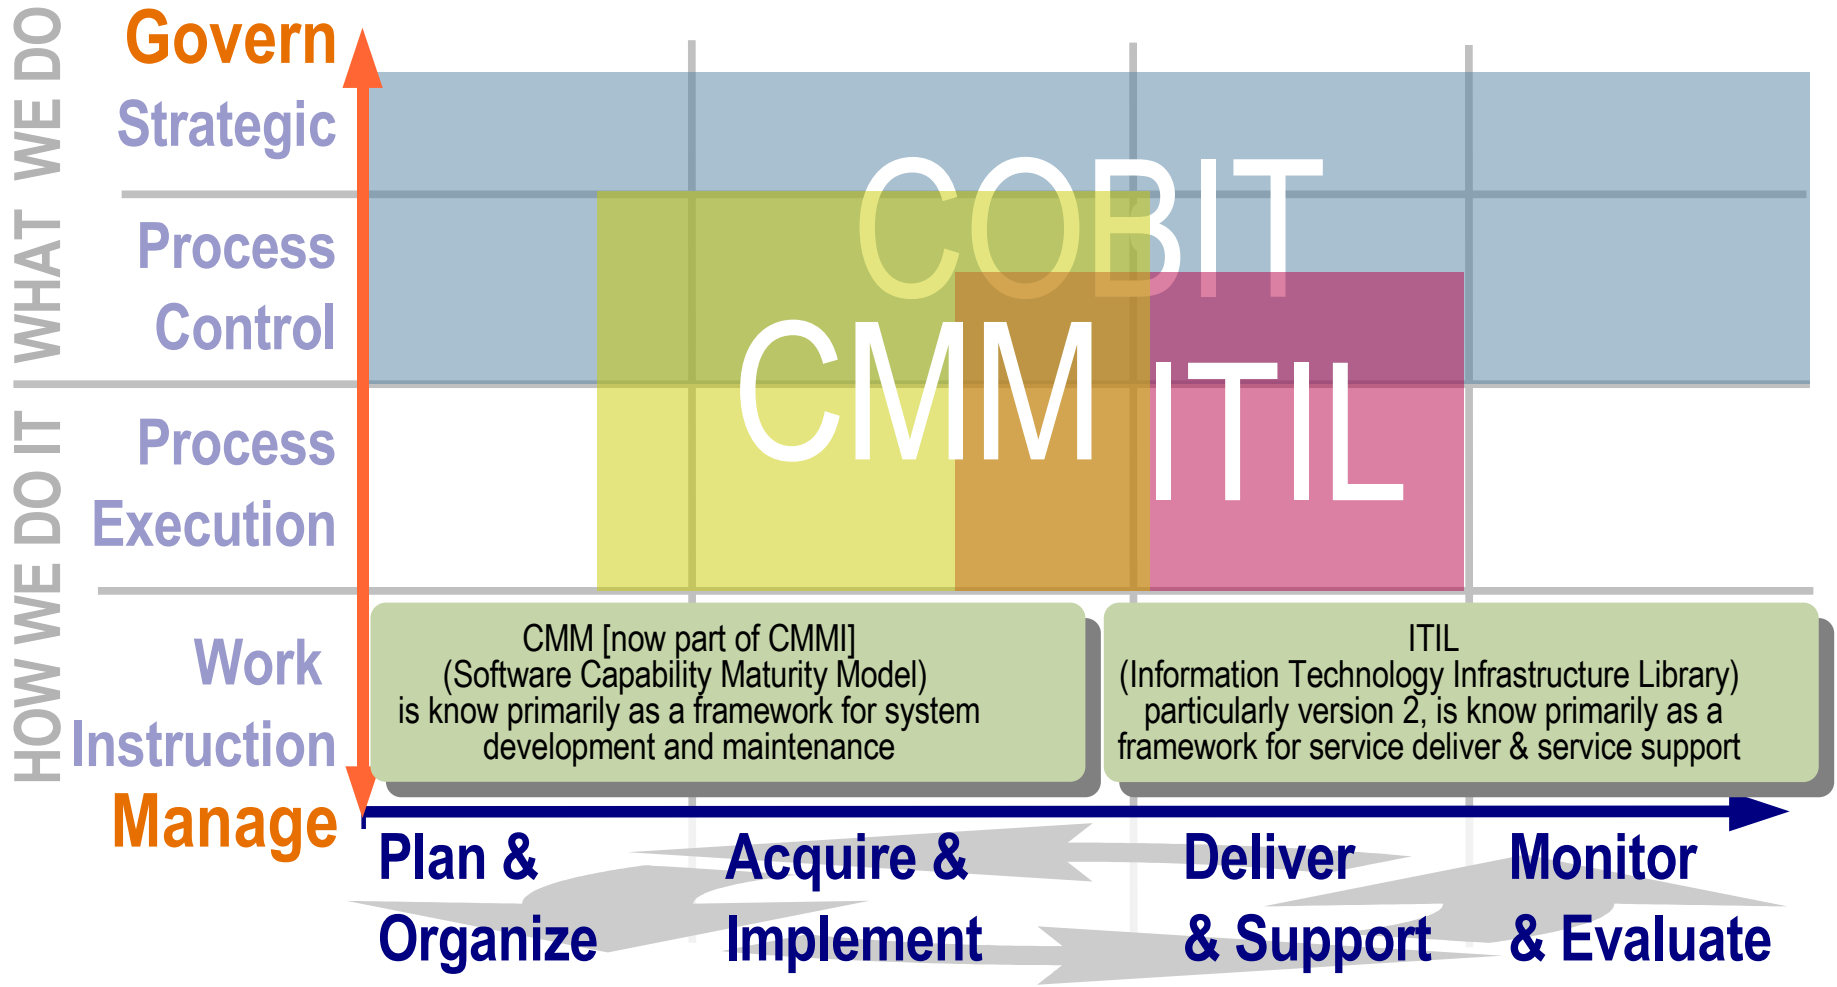 WHAT WE DO
HOW WE DO IT
Govern
Strategic
Process
Control
Process
Execution
Work
Instruction
Manage
COBIT
CMM
ITIL
CMM [now part of CMMI]
(Software Capability Maturity Model)
is know primarily as a framework for system
development and maintenance
ITIL
(Information Technology Infrastructure Library)
particularly version 2, is know primarily as a
framework for service deliver & service support
Plan &
Organize
Acquire &
Implement
Deliver
& Support
Monitor
& Evaluate